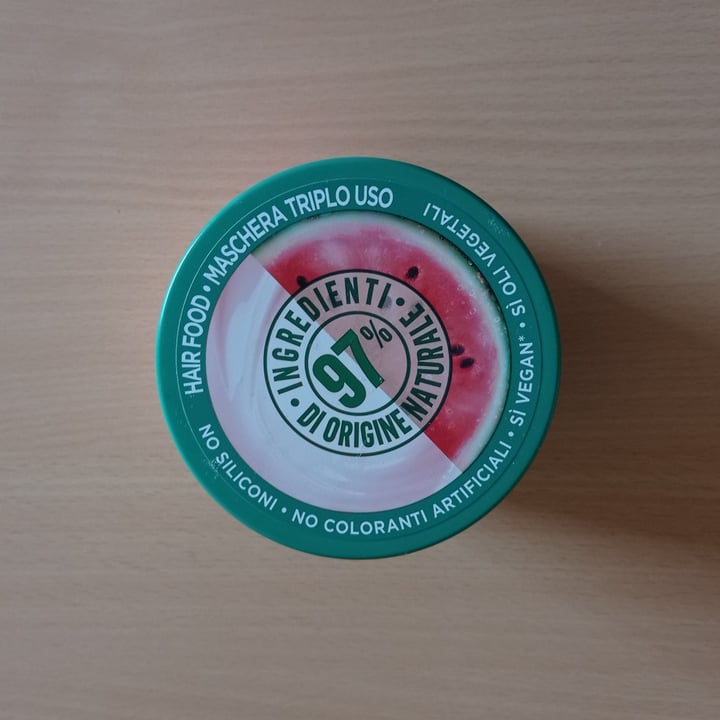 HAIR FOOD • MASCHERA TRIPLO USO
NO SILICONI • NO COLORANTI ARTIFICIALI • SÌ VEGAN* • SÌ OLI VEGETALI
INGREDIENTI • DI ORIGINE NATURALE •
97%